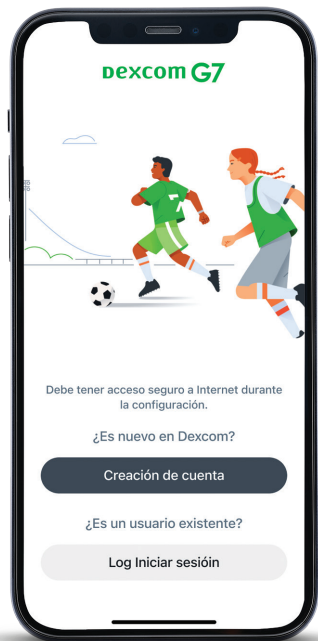 Dexcom G7
7
Debe tener acceso seguro a Internet durante
la configuración.
¿Es nuevo en Dexcom?
Creación de cuenta
¿Es un usuario existente?
Log Iniciar sesióin